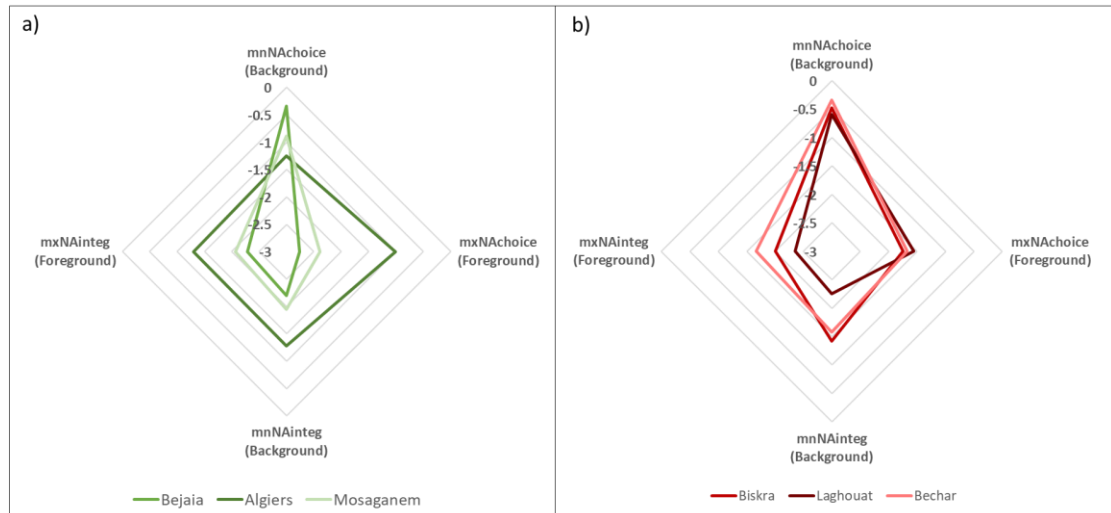 a)
mnNAchoice
(Background)
0
-0.5
-1
-1.5
-2
-2.5
-3
mxNAinteg
(Foreground)
mxNAchoice
(Foreground)
mnNAinteg
(Background)
Bejaia Algiers Mosaganem
b)
mnNAchoice
(Background)
0
-0.5
-1
-1.5
-2
-2.5
-3
mxNAinteg
(Foreground)
mxNAchoice
(Foreground)
mnNAinteg
(Background)
Biskra Laghouat Bechar